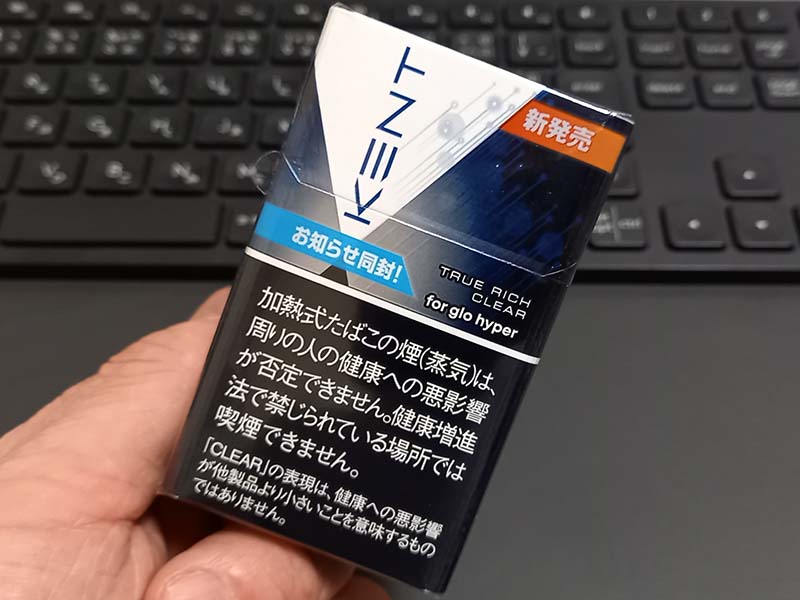 KENT
新発売
お知らせ同封!
TRUE RICH
CLEAR
for glo hyper
加熱式たばこの煙(蒸気)は、
周りの人の健康への悪影響
が否定できません。健康増進
法で禁じられている場所では
喫煙できません。
「CLEAR」の表現は、健康への悪影響
が他製品より小さいことを意味するもの
ではありません。